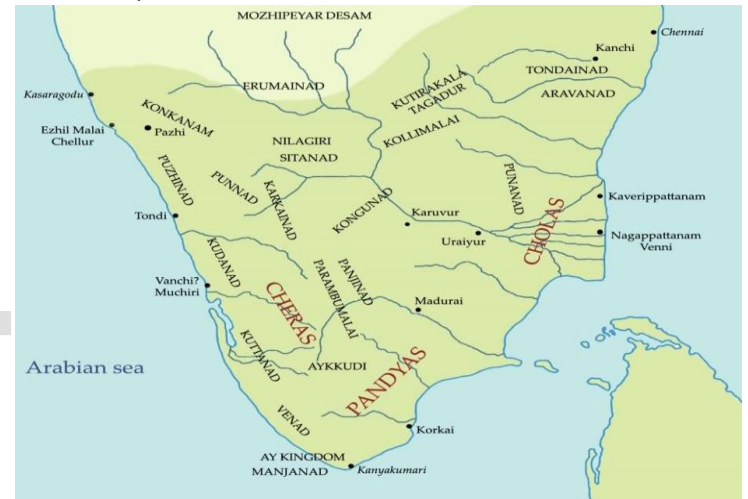 MOZHIPEYAR DESAM
Chennai
Kanchi
TONDAINAD
Kasaragodu
ERUMAINAD
KUTIRAKALA
TAGADUR
ARAVANAD
KONKANAM
Ezhil Malai
Chellur
Pazhi
KOLLIMALAI
NILAGIRI
SITANAD
PUZHINAD
PUNNAD
KARKAINAD
PUNANAD
KONGUNAD
Kaverippattanam
Tondi
Karuvur
Uraiyur
CHOLAS
Nagappattanam
Venni
KUDANAD
PANJINAD
PARAMBUMALAI
Vanchi?
Muchiri
CHERAS
Madurai
KUTTANAD
Arabian sea
AYKKUDI
PANDYAS
VENAD
Korkai
AY KINGDOM
MANJANAD
Kanyakumari